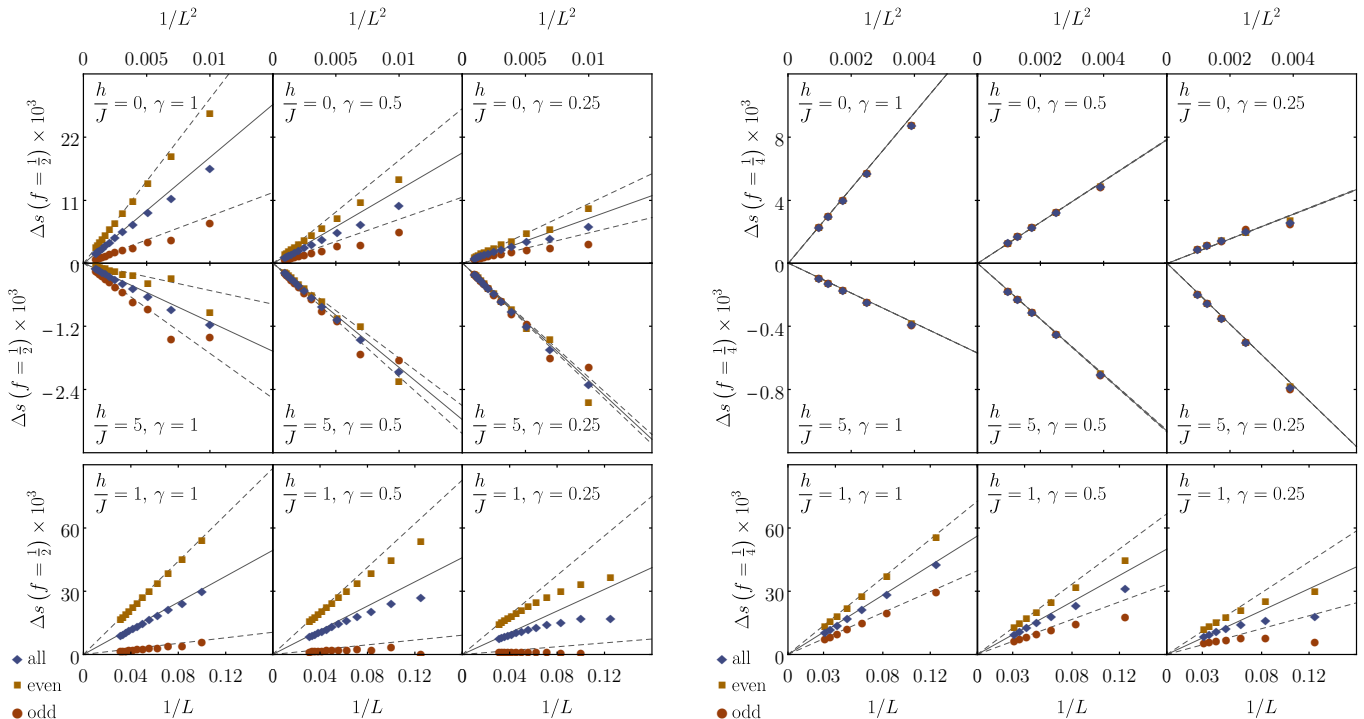 1/L² 1/L² 1/L² 1/L² 1/L² 1/L²
0 0.005 0.01 0 0.005 0.01 0 0.005 0.01 0 0.002 0.004 0 0.002 0.004 0 0.002 0.004
h/J = 0, γ = 1 h/J = 0, γ = 0.5 h/J = 0, γ = 0.25 h/J = 0, γ = 1 h/J = 0, γ = 0.5 h/J = 0, γ = 0.25
Δs (f = 1/2) × 10³
22
11
0
Δs (f = 1/4) × 10³
8
4
0
Δs (f = 1/2) × 10³
−1.2
−2.4
Δs (f = 1/4) × 10³
−0.4
−0.8
h/J = 5, γ = 1 h/J = 5, γ = 0.5 h/J = 5, γ = 0.25 h/J = 5, γ = 1 h/J = 5, γ = 0.5 h/J = 5, γ = 0.25
h/J = 1, γ = 1 h/J = 1, γ = 0.5 h/J = 1, γ = 0.25 h/J = 1, γ = 1 h/J = 1, γ = 0.5 h/J = 1, γ = 0.25
Δs (f = 1/2) × 10³
60
30
0
Δs (f = 1/4) × 10³
60
30
0
0 0.04 0.08 0.12 0 0.04 0.08 0.12 0 0.04 0.08 0.12 0 0.03 0.08 0.12 0 0.03 0.08 0.12 0 0.03 0.08 0.12
1/L 1/L 1/L 1/L 1/L 1/L
all
even
odd
all
even
odd